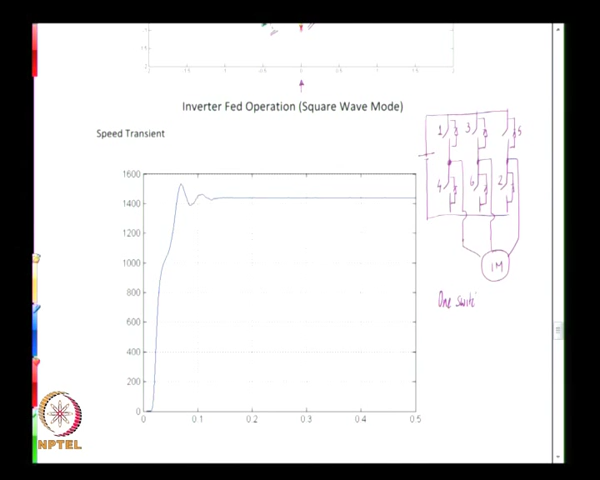 Inverter Fed Operation (Square Wave Mode)
Speed Transient
1600
1400
1200
1000
800
600
400
200
0
0 0.1 0.2 0.3 0.4 0.5
1 3 5
4 6 2
IM
One swit
NPTEL